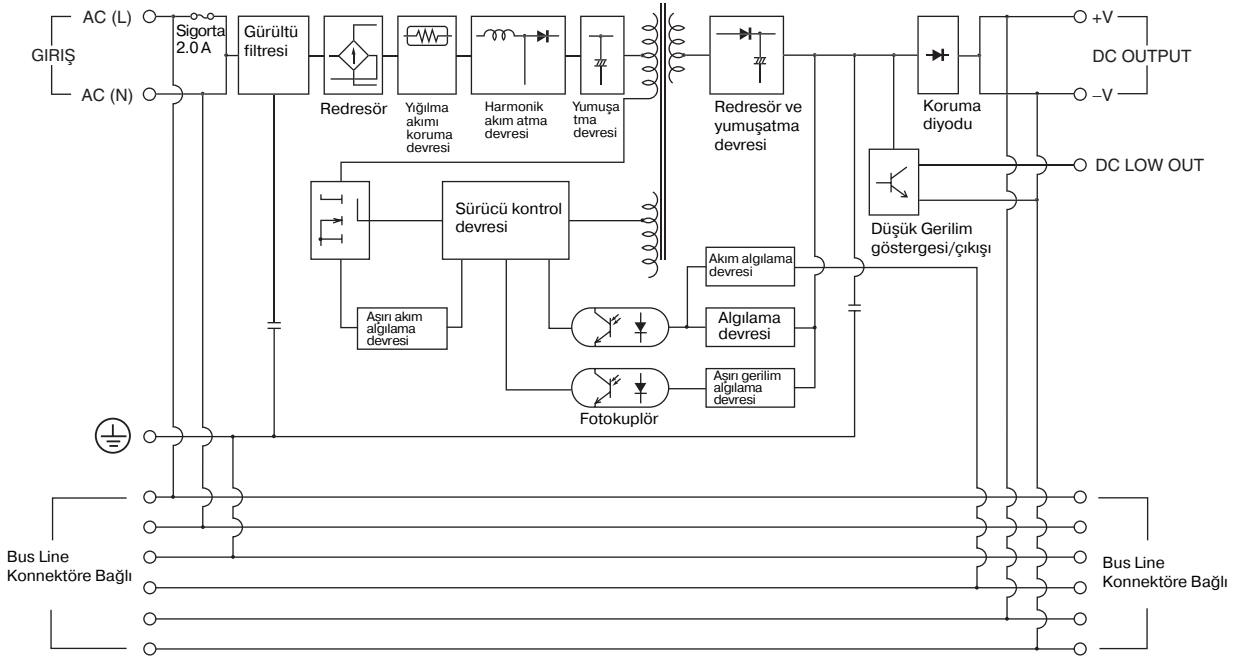 AC (L)
GIRIŞ
AC (N)
Sigorta
2.0 A
Gürültü
filtresi
Redresör
Yığılma
akımı
koruma
devresi
Harmonik
akım atma
devresi
Yumuşa
tma
devresi
Redresör ve
yumuşatma
devresi
Koruma
diyodu
+V
DC OUTPUT
–V
DC LOW OUT
Düşük Gerilim
göstergesi/çıkışı
Sürücü kontrol
devresi
Aşırı akım
algılama
devresi
Akım algılama
devresi
Algılama
devresi
Aşırı gerilim
algılama
devresi
Fotokuplör
Bus Line
Konnektöre Bağlı
Bus Line
Konnektöre Bağlı